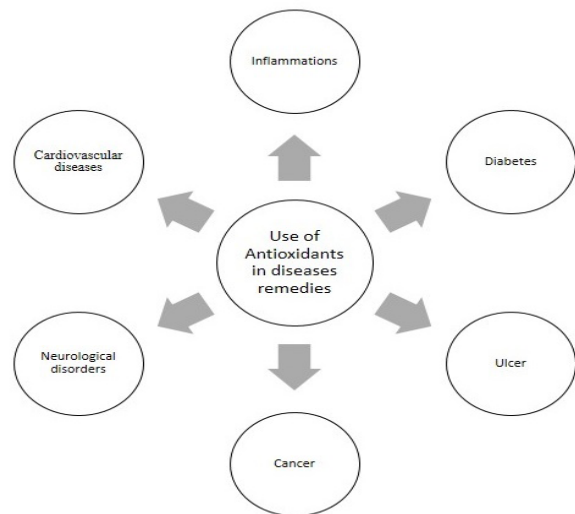 Inflammations
Cardiovascular
diseases
Diabetes
Use of
Antioxidants
in diseases
remedies
Neurological
disorders
Ulcer
Cancer